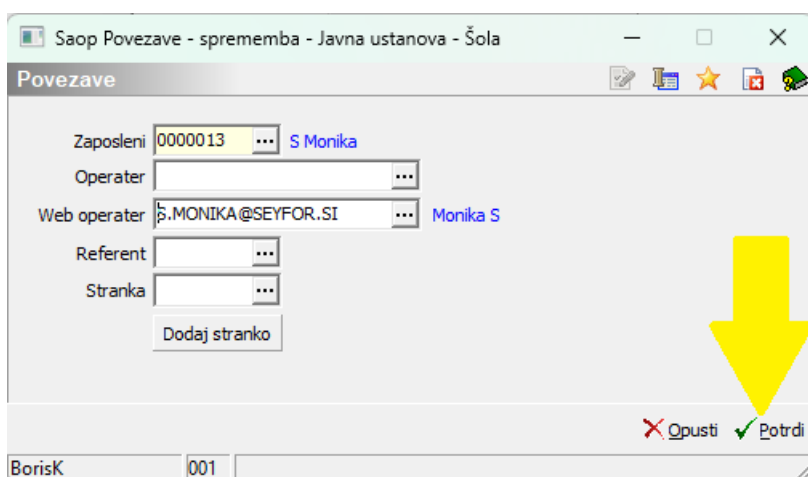 Saop Povezave - sprememba - Javna ustanova - Šola
Povezave
Zaposleni 0000013 ... S Monika
Operater ...
Web operater S.MONIKA@SEYFOR.SI ... Monika S
Referent ...
Stranka ...
Dodaj stranko
Opusti Potrdi
BorisK 001